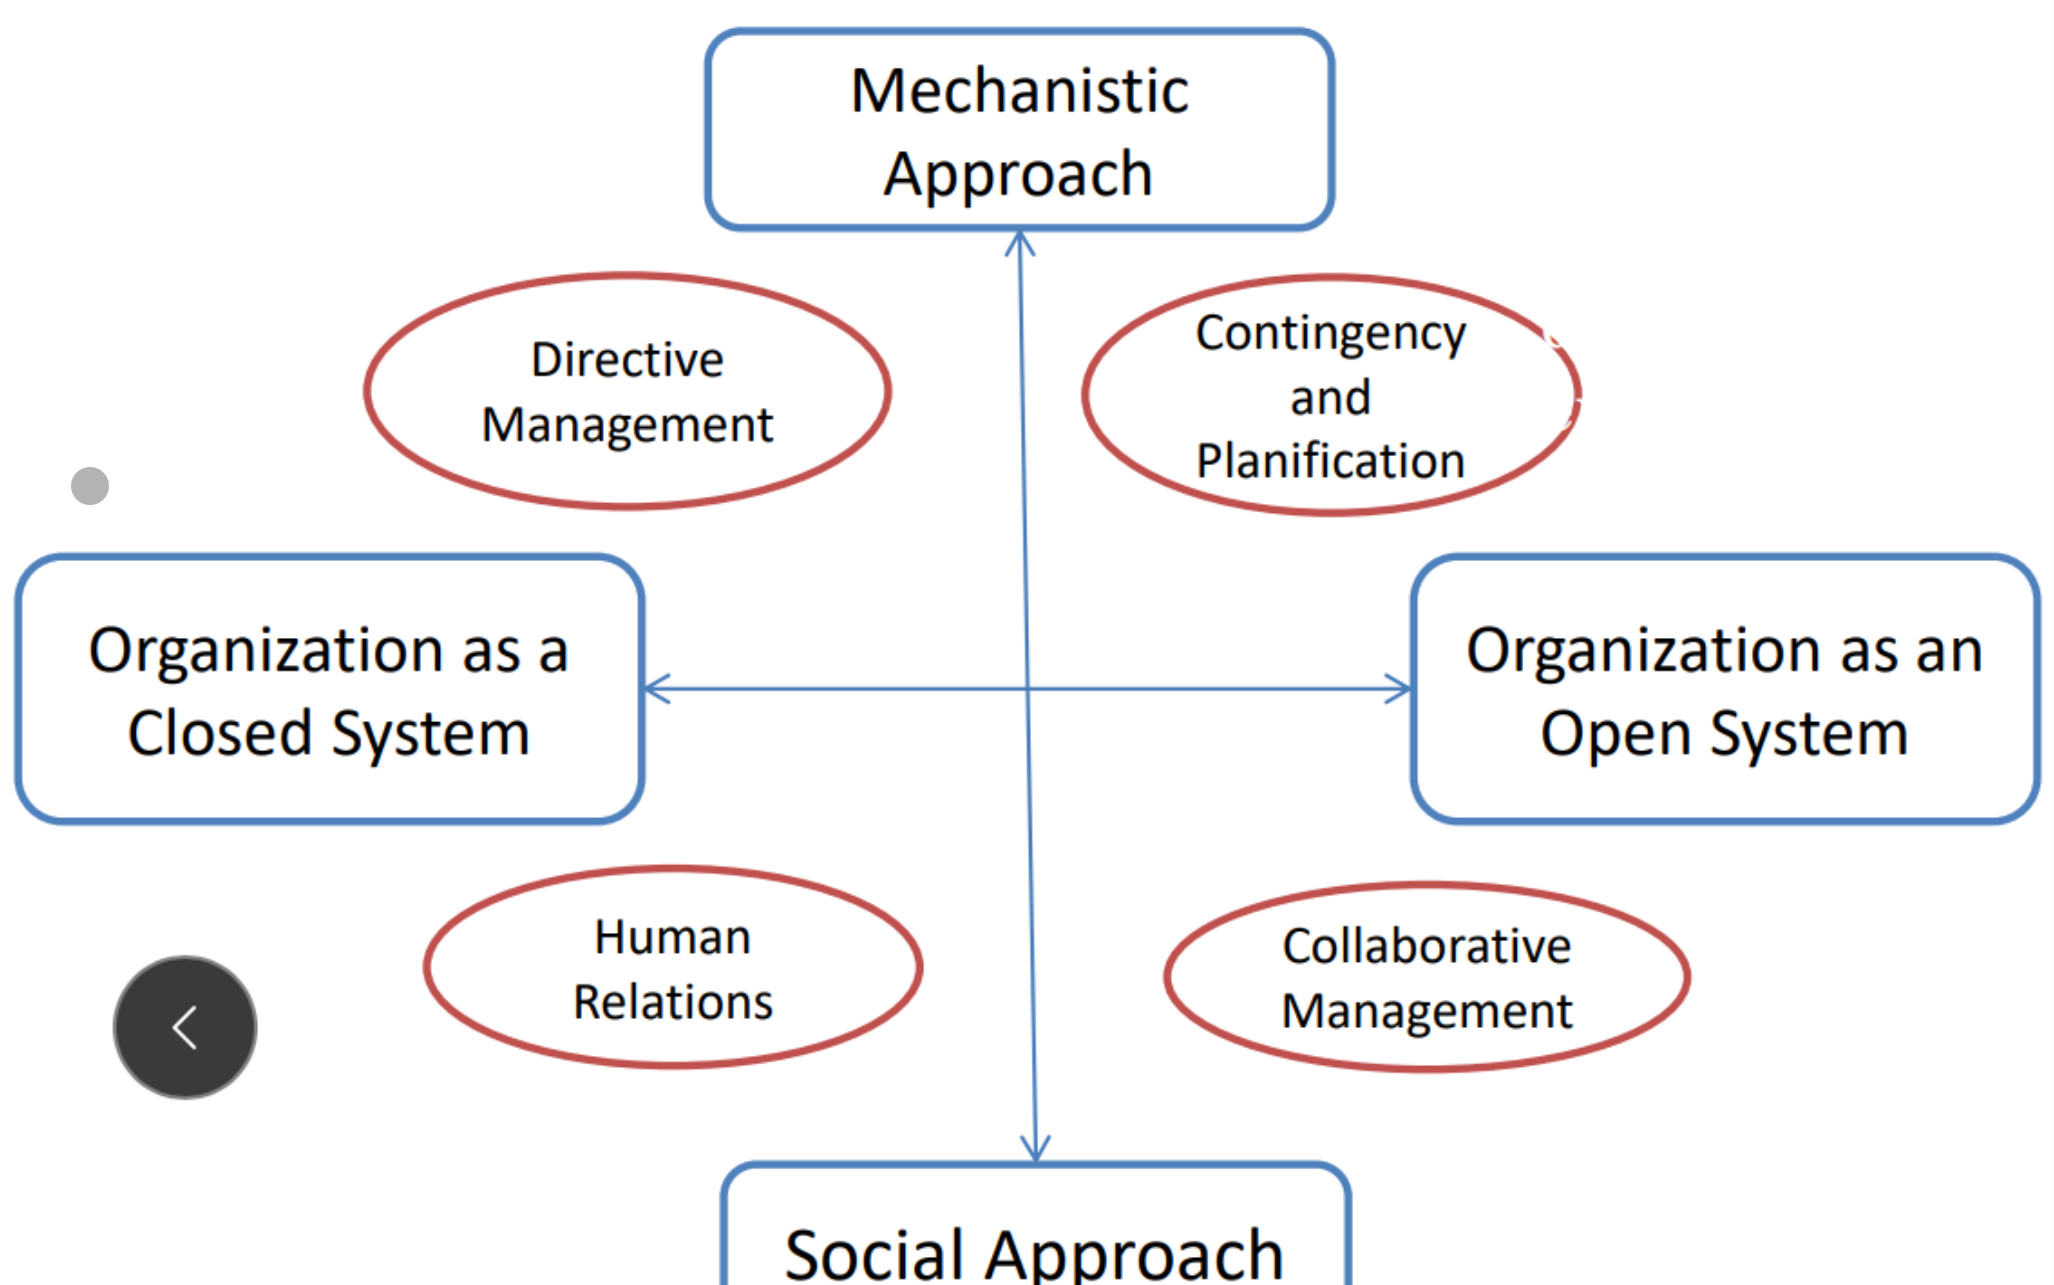 Mechanistic
Approach
Directive
Management
Contingency
and
Planification
Organization as a
Closed System
Organization as an
Open System
Human
Relations
Collaborative
Management
Social Approach